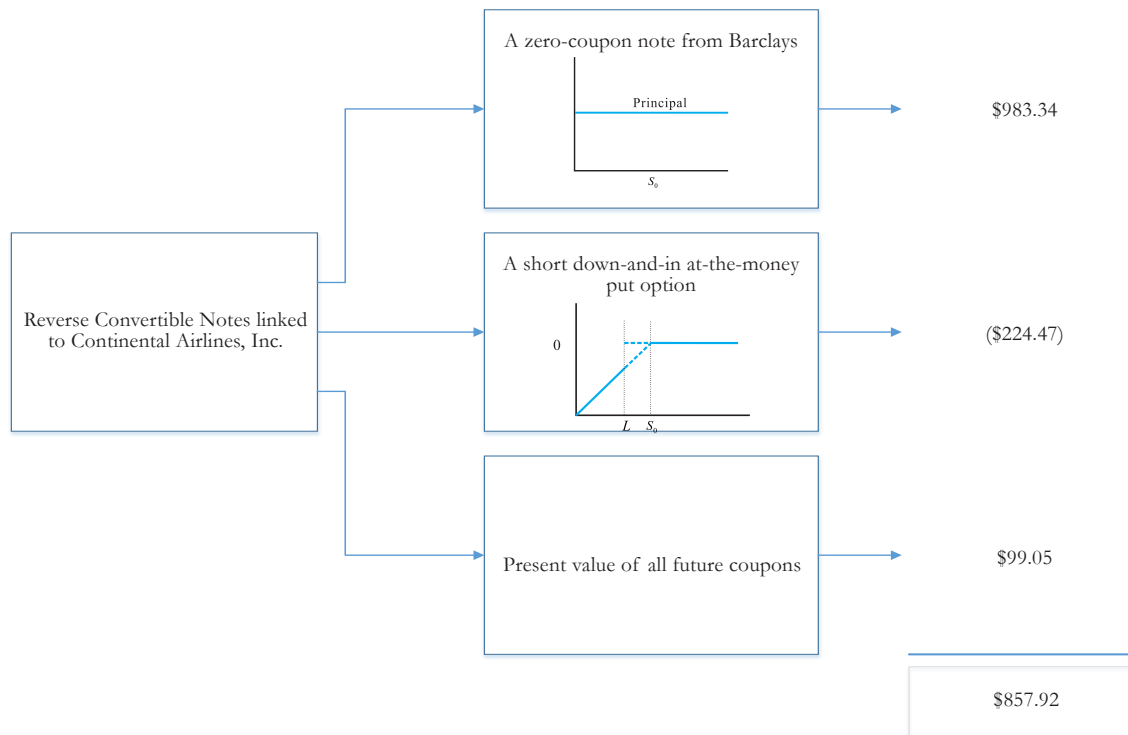 A zero-coupon note from Barclays
Principal
S₀
$983.34
Reverse Convertible Notes linked
to Continental Airlines, Inc.
A short down-and-in at-the-money
put option
0
L S₀
($224.47)
Present value of all future coupons
$99.05
$857.92